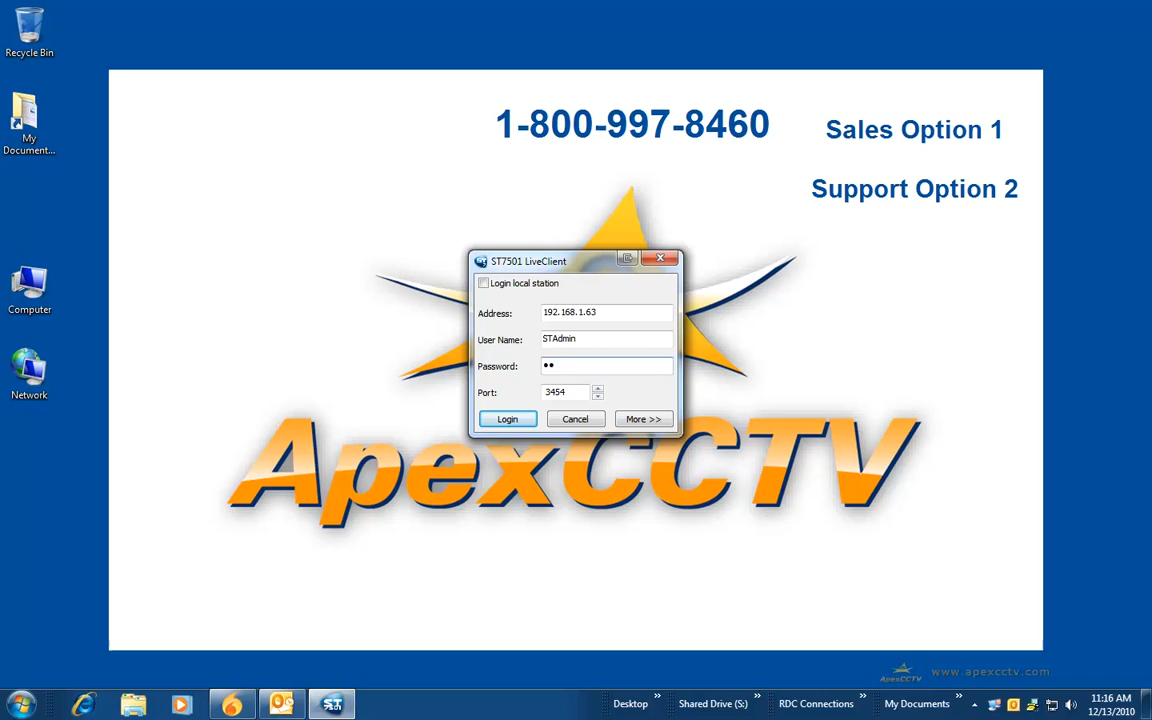 Recycle Bin
My
Document...
Computer
Network
1-800-997-8460
Sales Option 1
Support Option 2
ST7501 LiveClient
Login local station
Address: 192.168.1.63
User Name: STAdmin
Password: ●●
Port: 3454
Login Cancel More >>
ApexCCTV
ApexCCTV www.apexcctv.com
Desktop » Shared Drive (S:) » RDC Connections » My Documents »
11:16 AM
12/13/2010